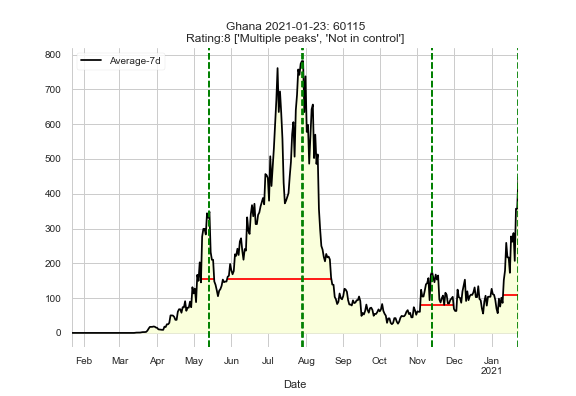 Ghana 2021-01-23: 60115
Rating:8 ['Multiple peaks', 'Not in control']
Average-7d
800
700
600
500
400
300
200
100
0
Feb Mar Apr May Jun Jul Aug Sep Oct Nov Dec Jan
2021
Date